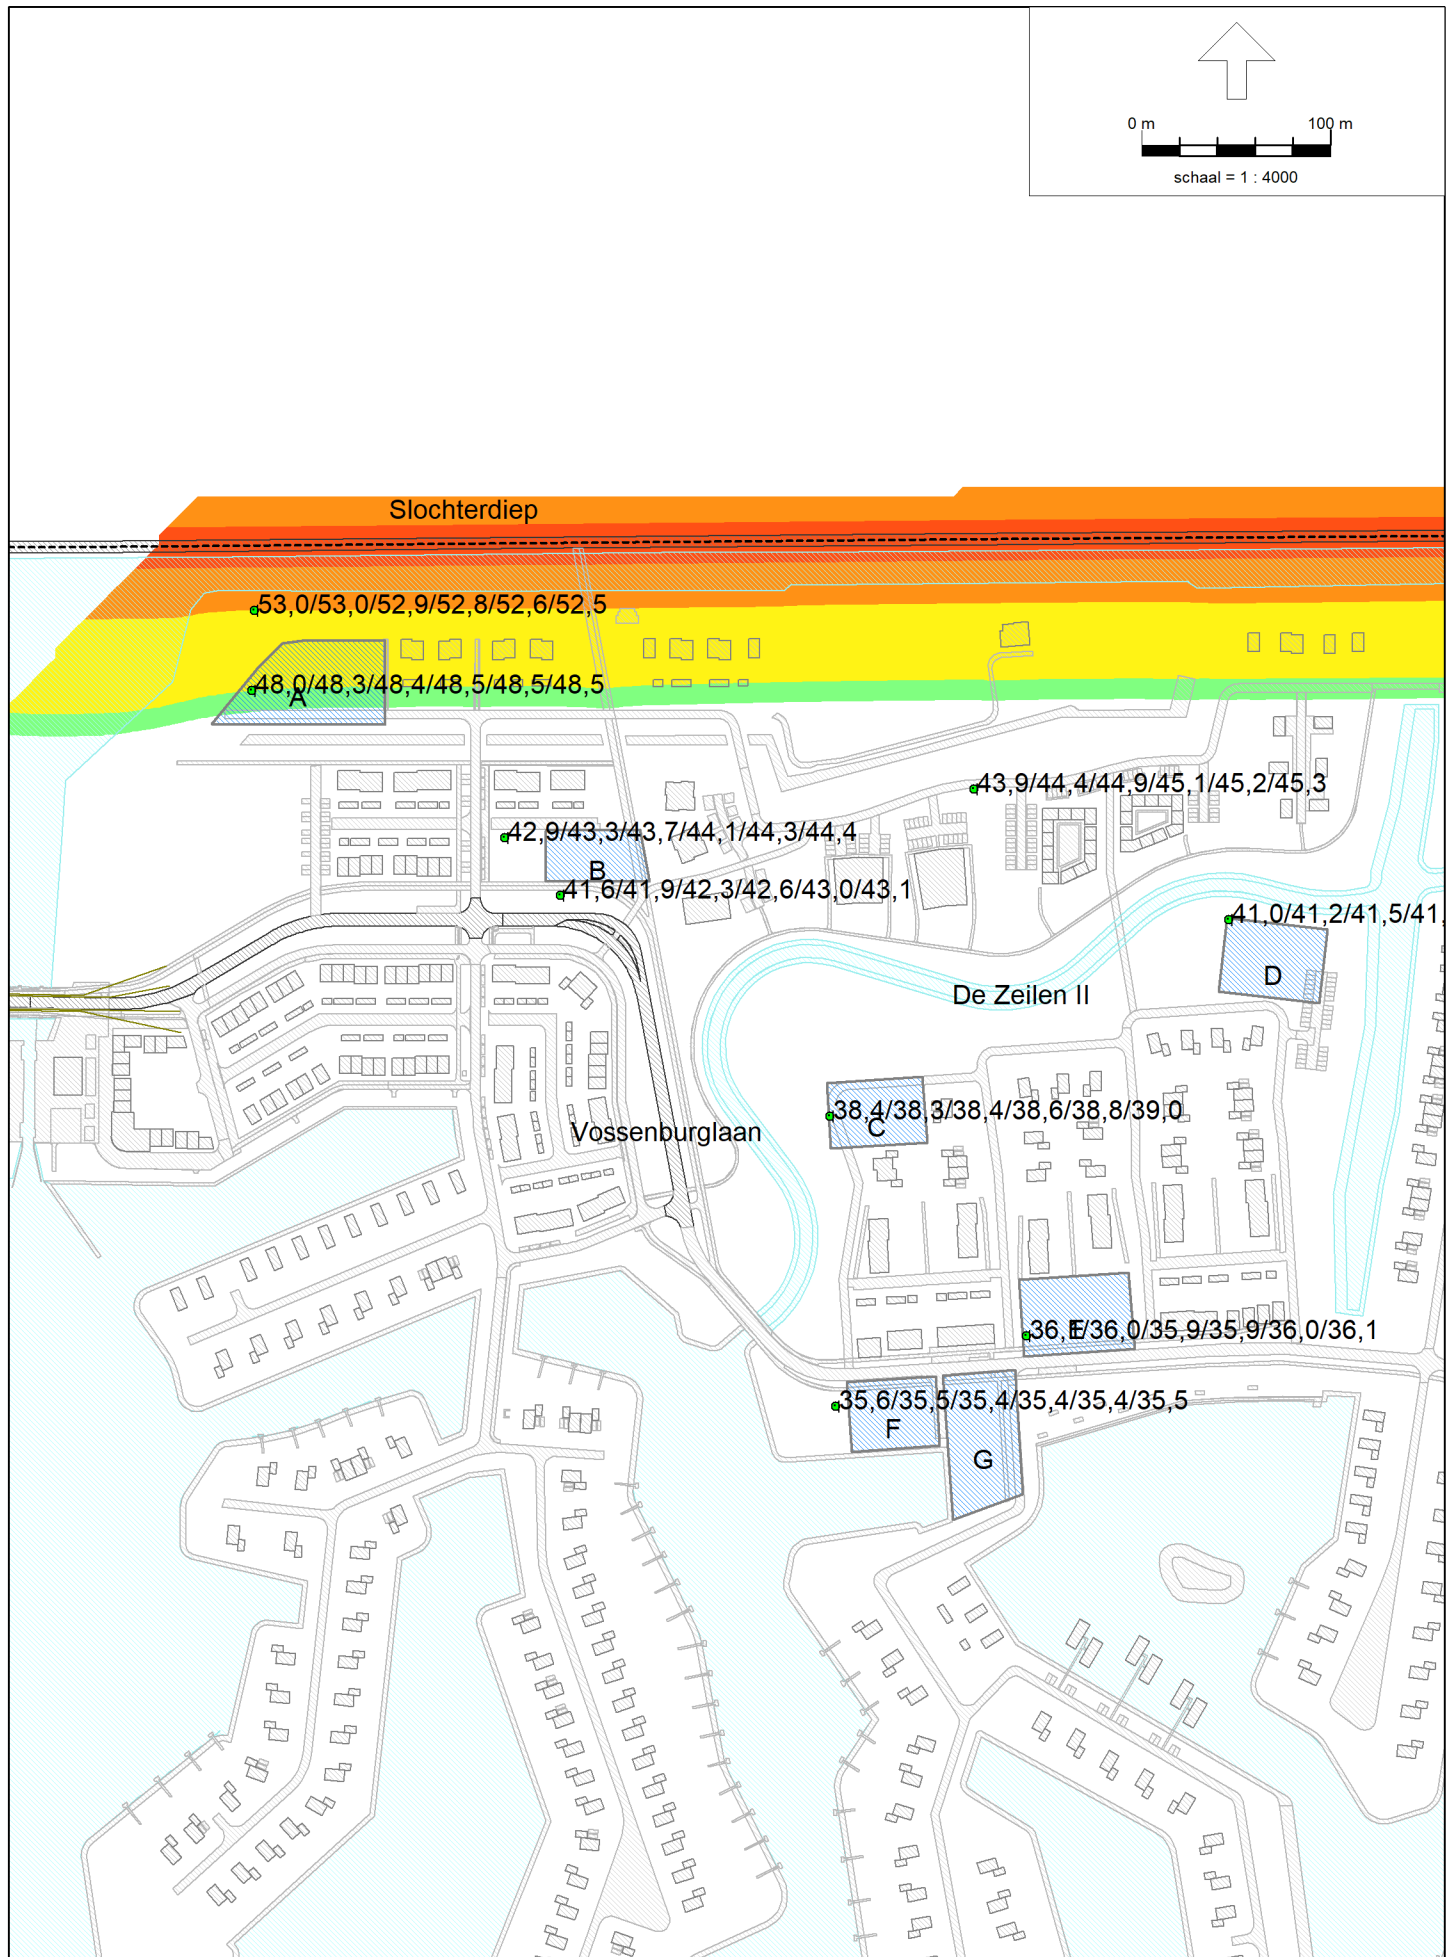 0 m 100 m
schaal = 1 : 4000
Slochterdiep
53,0/53,0/52,9/52,8/52,6/52,5
48,0/48,3/48,4/48,5/48,5/48,5
A
43,9/44,4/44,9/45,1/45,2/45,3
42,9/43,3/43,7/44,1/44,3/44,4
B
41,6/41,9/42,3/42,6/43,0/43,1
41,0/41,2/41,5/41,
D
De Zeilen II
38,4/38,3/38,4/38,6/38,8/39,0
C
Vossenburglaan
36,1/36,0/35,9/35,9/36,0/36,1
E
35,6/35,5/35,4/35,4/35,4/35,5
F
G